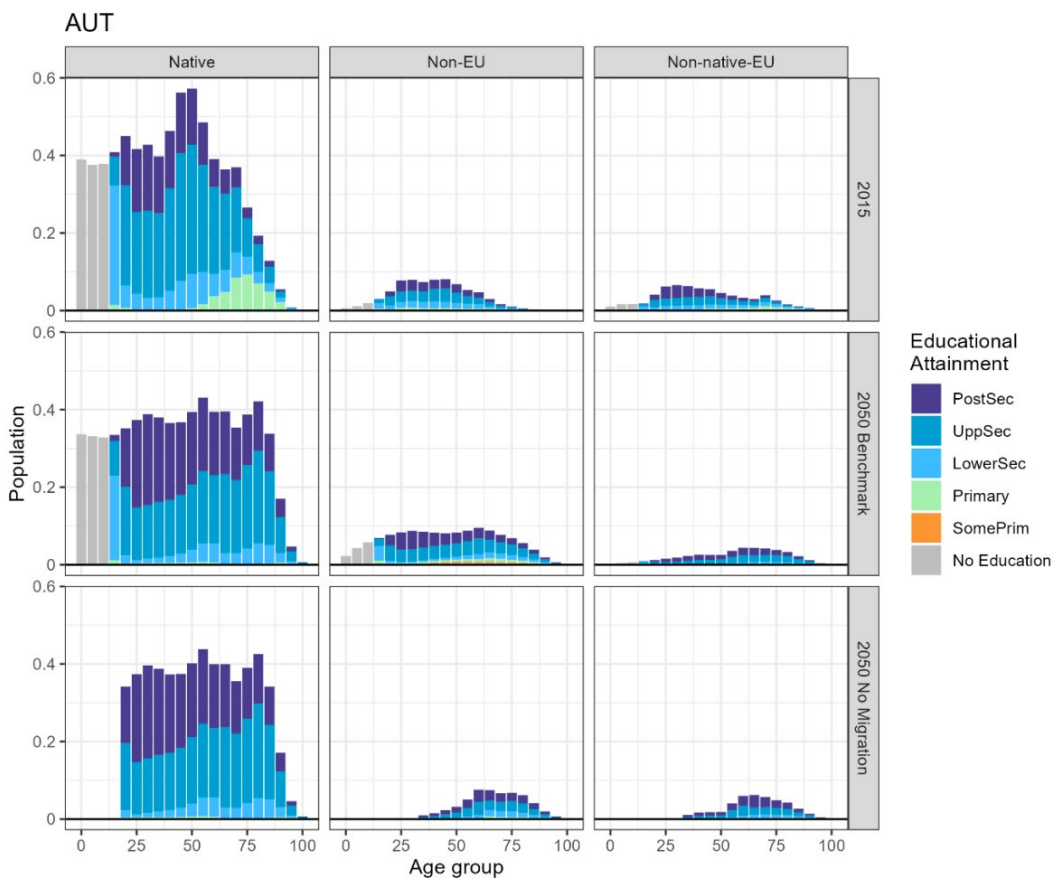 AUT
Native
Non-EU
Non-native-EU
0.6
0.4
0.2
0
2015
0.6
0.4
0.2
0
2050 Benchmark
0.6
0.4
0.2
0
2050 No Migration
Population
0 25 50 75 100
0 25 50 75 100
0 25 50 75 100
Age group
Educational
Attainment
PostSec
UppSec
LowerSec
Primary
SomePrim
No Education